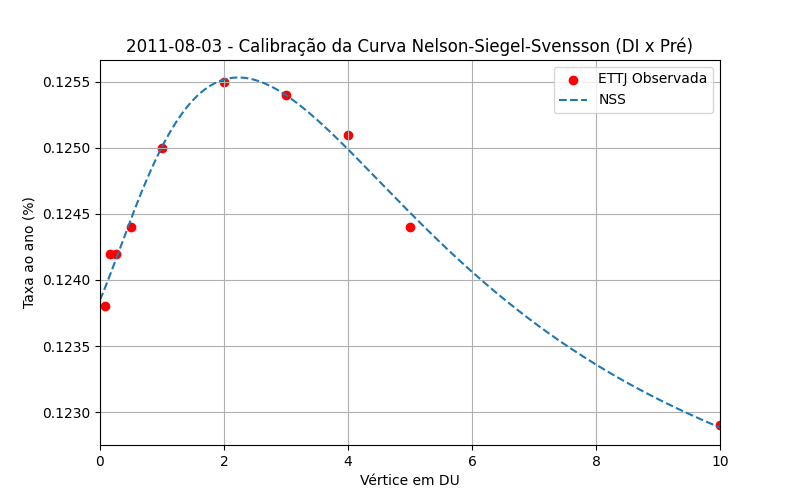 2011-08-03 - Calibração da Curva Nelson-Siegel-Svensson (DI x Pré)
ETTJ Observada
NSS
Taxa ao ano (%)
0.1255
0.1250
0.1245
0.1240
0.1235
0.1230
0 2 4 6 8 10
Vértice em DU